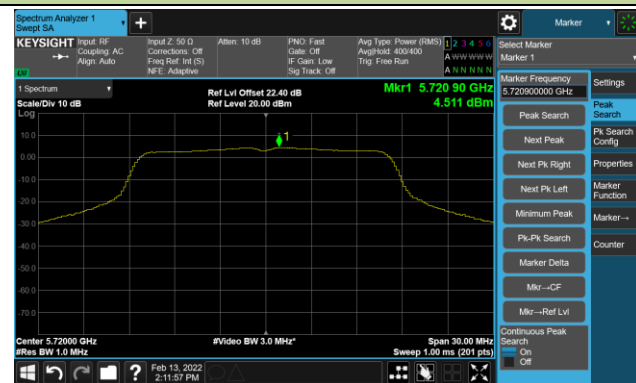 Spectrum Analyzer 1
Swept SA
+
Marker
KEYSIGHT
Input: RF
Coupling: AC
Align: Auto
Input Z: 50 Ω
Corrections: Off
Freq Ref: Int (S)
NFE: Adaptive
Atten: 10 dB
PNO: Fast
Gate: Off
IF Gain: Low
Sig Track: Off
Avg Type: Power (RMS)
Avg|Hold: 400/400
Trig: Free Run
1 2 3 4 5 6
A W W W W W
A N N N N N
LXI
Select Marker
Marker 1
1 Spectrum
Scale/Div 10 dB
Log
Ref Lvl Offset 22.40 dB
Ref Level 20.00 dBm
Mkr1 5.720 90 GHz
4.511 dBm
10.0
0.00
-10.0
-20.0
-30.0
-40.0
-50.0
-60.0
-70.0
1
Center 5.72000 GHz
#Res BW 1.0 MHz
#Video BW 3.0 MHz*
Span 30.00 MHz
Sweep 1.00 ms (201 pts)
Marker Frequency
5.720900000 GHz
Peak Search
Next Peak
Next Pk Right
Next Pk Left
Minimum Peak
Pk-Pk Search
Marker Delta
Mkr→CF
Mkr→Ref Lvl
Continuous Peak
Search
On
Off
Settings
Peak
Search
Pk Search
Config
Properties
Marker
Function
Marker→
Counter
?
Feb 13, 2022
2:11:57 PM